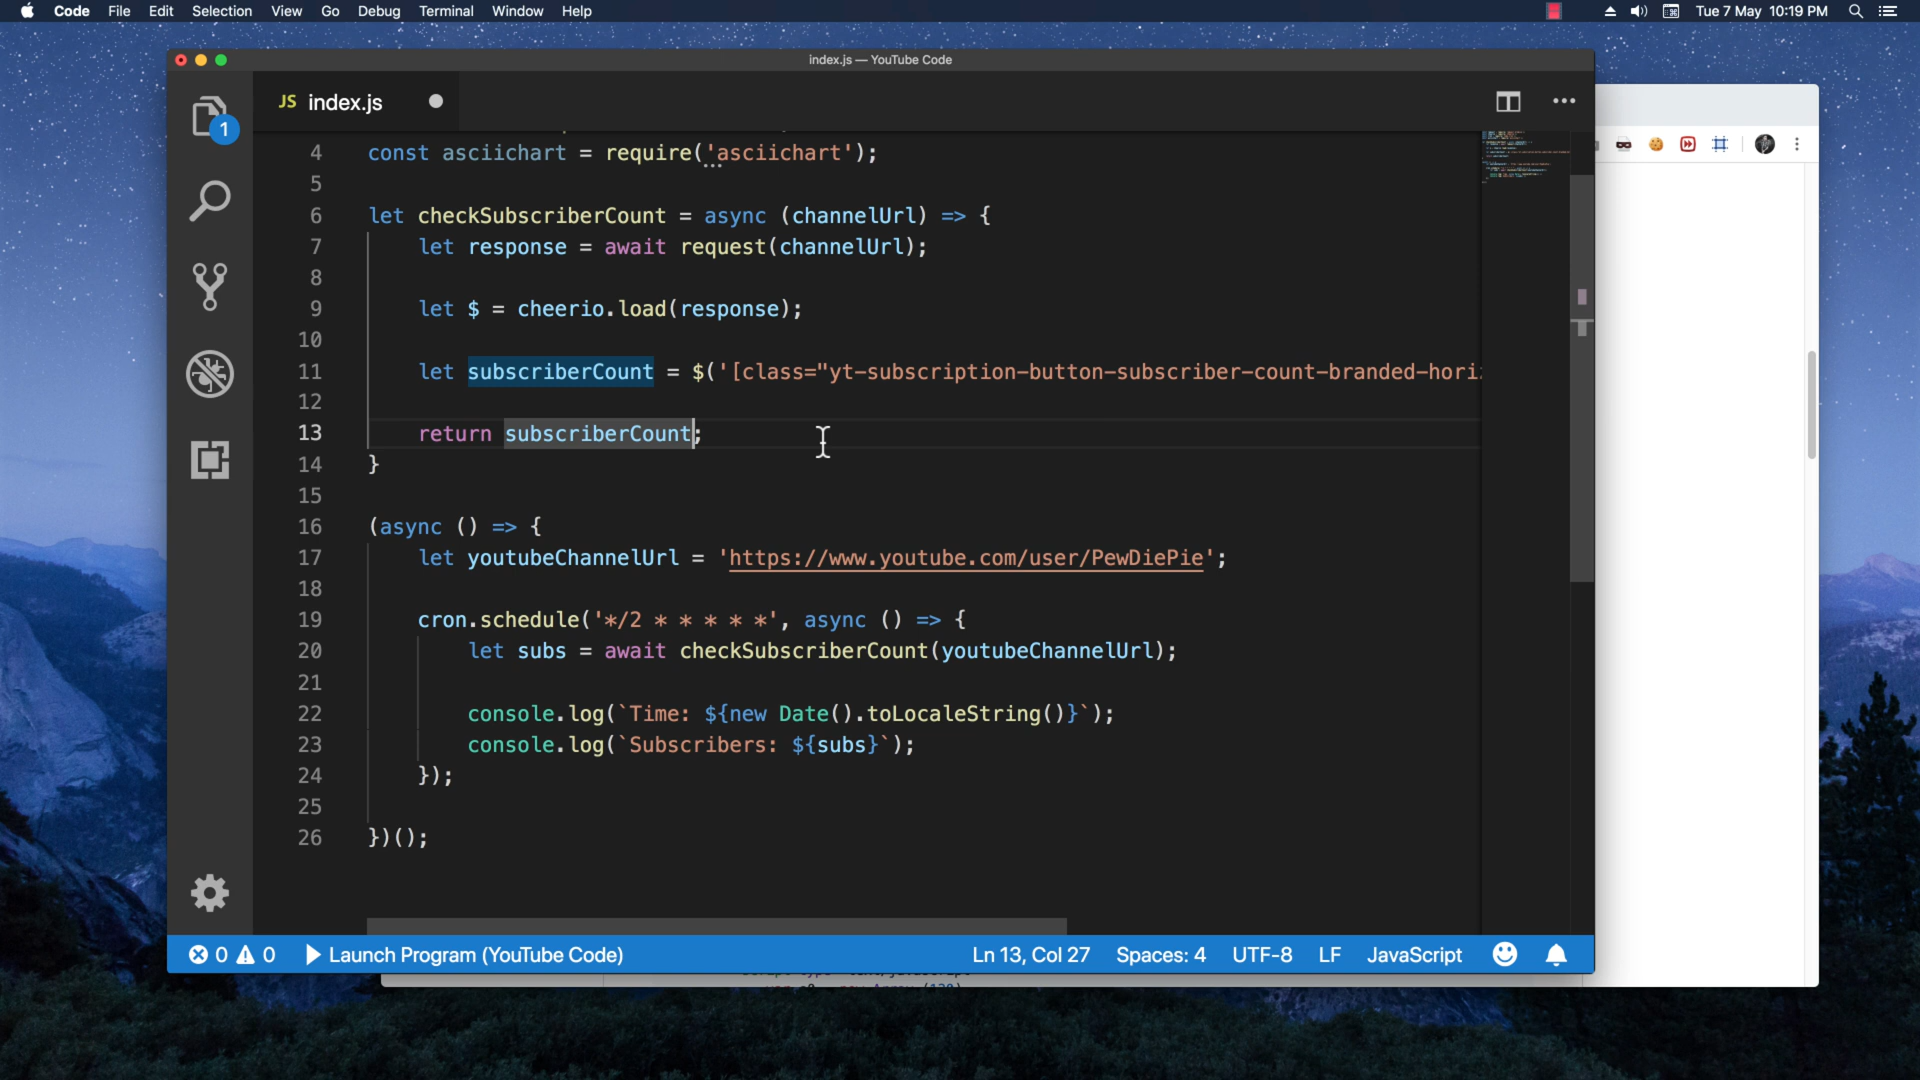 Code File Edit Selection View Go Debug Terminal Window Help Tue 7 May 10:19 PM
index.js — YouTube Code
JS index.js
1
4 const asciichart = require('asciichart');
5
6 let checkSubscriberCount = async (channelUrl) => {
7 let response = await request(channelUrl);
8
9 let $ = cheerio.load(response);
10
11 let subscriberCount = $('[class="yt-subscription-button-subscriber-count-branded-hori
12
13 return subscriberCount;
14 }
15
16 (async () => {
17 let youtubeChannelUrl = 'https://www.youtube.com/user/PewDiePie';
18
19 cron.schedule('*/2 * * * * *', async () => {
20 let subs = await checkSubscriberCount(youtubeChannelUrl);
21
22 console.log(`Time: ${new Date().toLocaleString()}`);
23 console.log(`Subscribers: ${subs}`);
24 });
25
26 })();
0 0 Launch Program (YouTube Code) Ln 13, Col 27 Spaces: 4 UTF-8 LF JavaScript